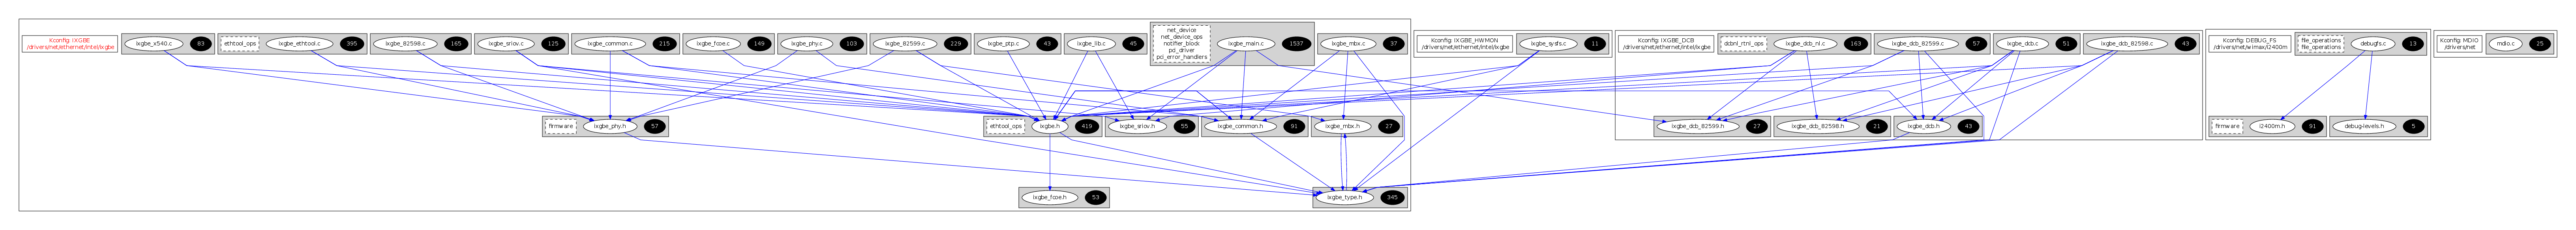 Kconfig: IXGBE
/drivers/net/ethernet/intel/ixgbe
ixgbe_x540.c 83
ethtool_ops ixgbe_ethtool.c 395
ixgbe_82598.c 165
ixgbe_sriov.c 125
ixgbe_common.c 215
ixgbe_fcoe.c 149
ixgbe_phy.c 103
ixgbe_82599.c 229
ixgbe_ptp.c 43
ixgbe_lib.c 45
net_device
net_device_ops
notifier_block
pci_driver
pci_error_handlers
ixgbe_main.c 1537
ixgbe_mbx.c 37
Kconfig: IXGBE_HWMON
/drivers/net/ethernet/intel/ixgbe
ixgbe_sysfs.c 11
Kconfig: IXGBE_DCB
/drivers/net/ethernet/intel/ixgbe
dcbnl_rtnl_ops ixgbe_dcb_nl.c 163
ixgbe_dcb_82599.c 57
ixgbe_dcb.c 51
ixgbe_dcb_82598.c 43
Kconfig: DEBUG_FS
/drivers/net/wimax/i2400m
file_operations
file_operations
debugfs.c 13
Kconfig: MDIO
/drivers/net
mdio.c 25
firmware ixgbe_phy.h 57
ethtool_ops ixgbe.h 419
ixgbe_sriov.h 55
ixgbe_common.h 91
ixgbe_mbx.h 27
ixgbe_dcb_82599.h 27
ixgbe_dcb_82598.h 21
ixgbe_dcb.h 43
firmware i2400m.h 91
debug-levels.h 5
ixgbe_fcoe.h 53
ixgbe_type.h 345